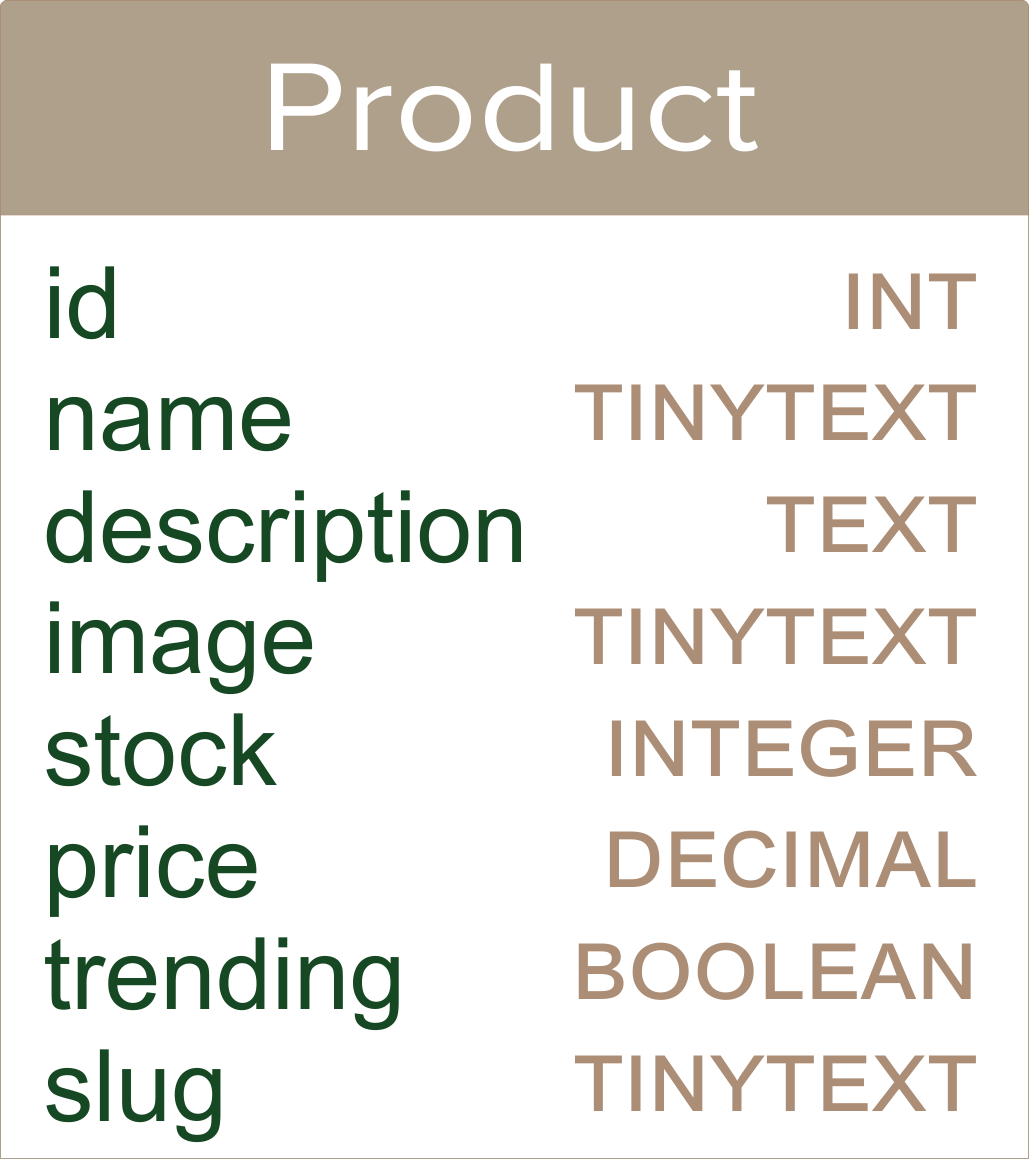 Product
id INT
name TINYTEXT
description TEXT
image TINYTEXT
stock INTEGER
price DECIMAL
trending BOOLEAN
slug TINYTEXT